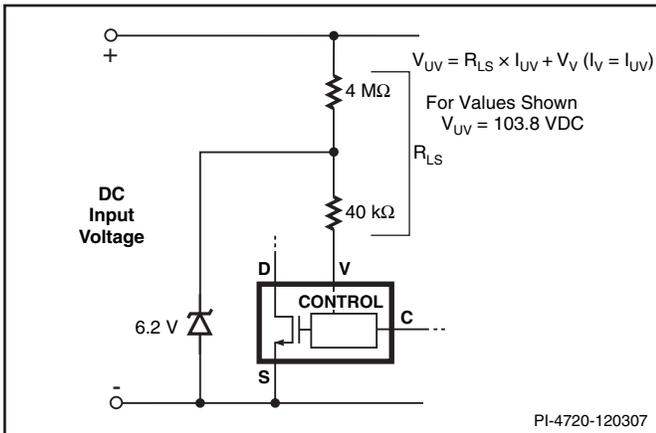 +
V_UV = R_LS × I_UV + V_V (I_V = I_UV)
4 MΩ
For Values Shown
V_UV = 103.8 VDC
R_LS
DC
Input
Voltage
40 kΩ
D
V
CONTROL
C
6.2 V
S
-
PI-4720-120307